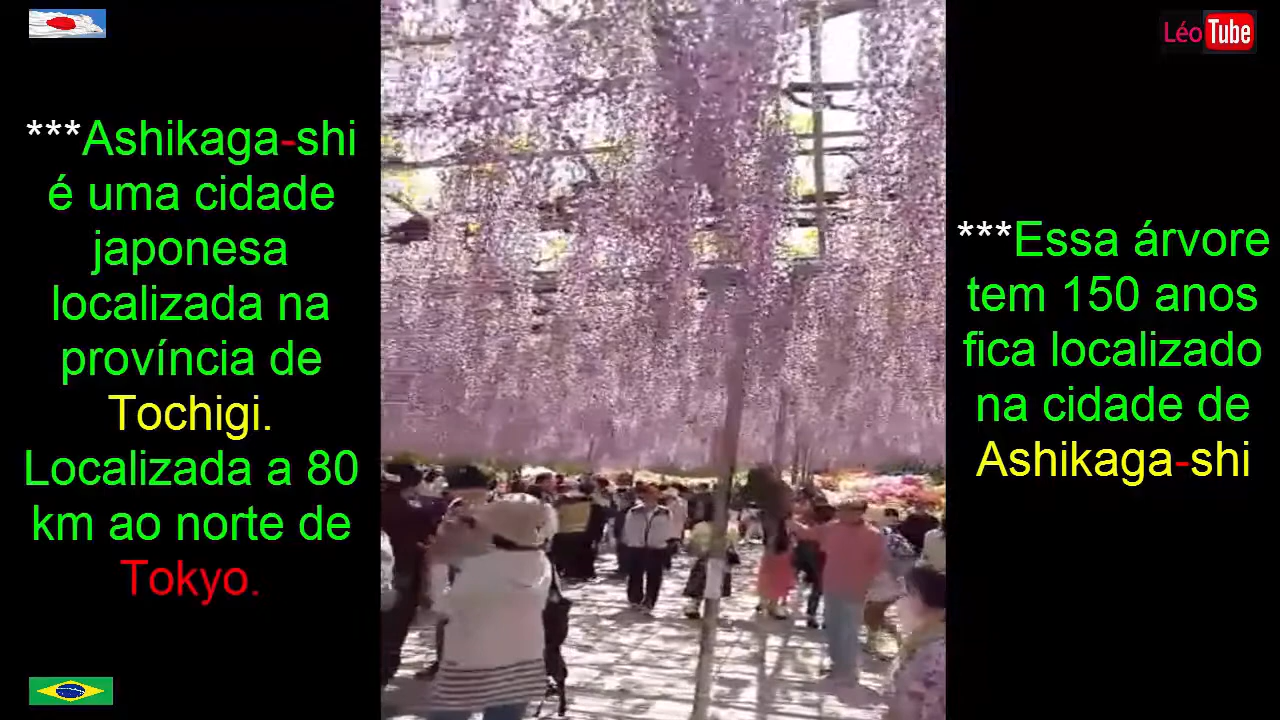 ***Ashikaga-shi
é uma cidade
japonesa
localizada na
província de
Tochigi.
Localizada a 80
km ao norte de
Tokyo.
LéoTube
***Essa árvore
tem 150 anos
fica localizado
na cidade de
Ashikaga-shi